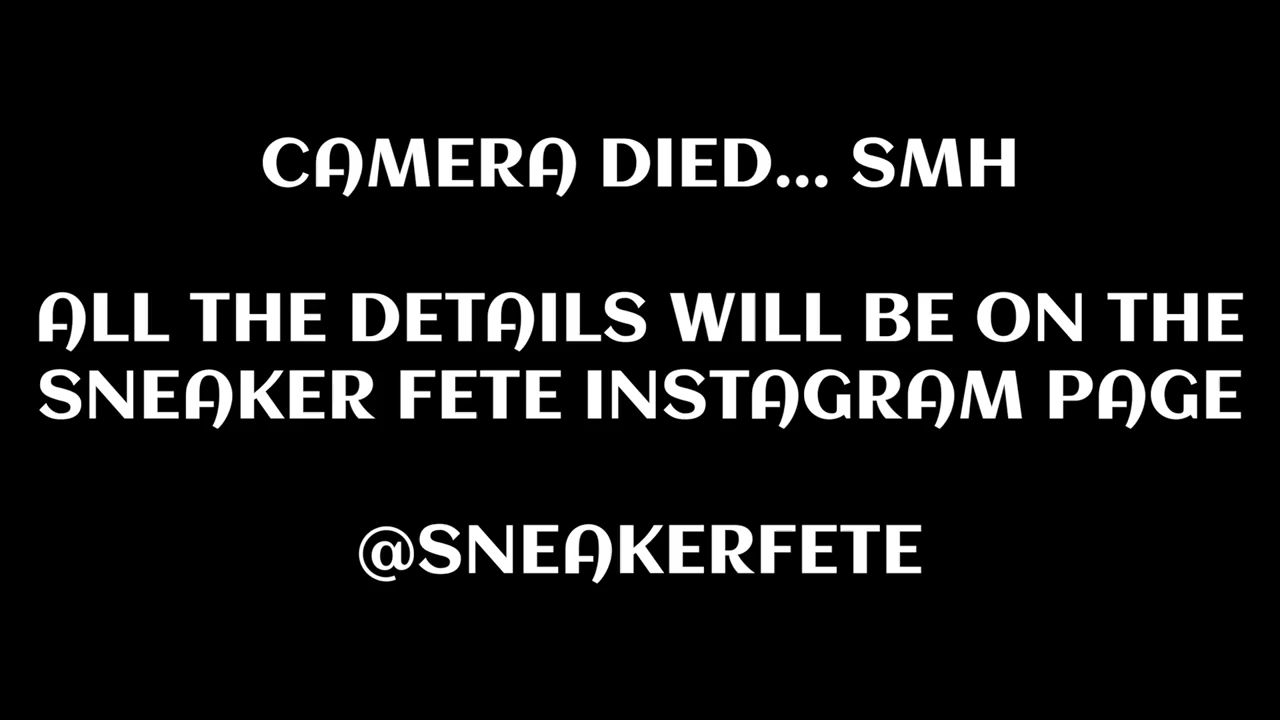 CAMERA DIED... SMH
ALL THE DETAILS WILL BE ON THE
SNEAKER FETE INSTAGRAM PAGE
@SNEAKERFETE